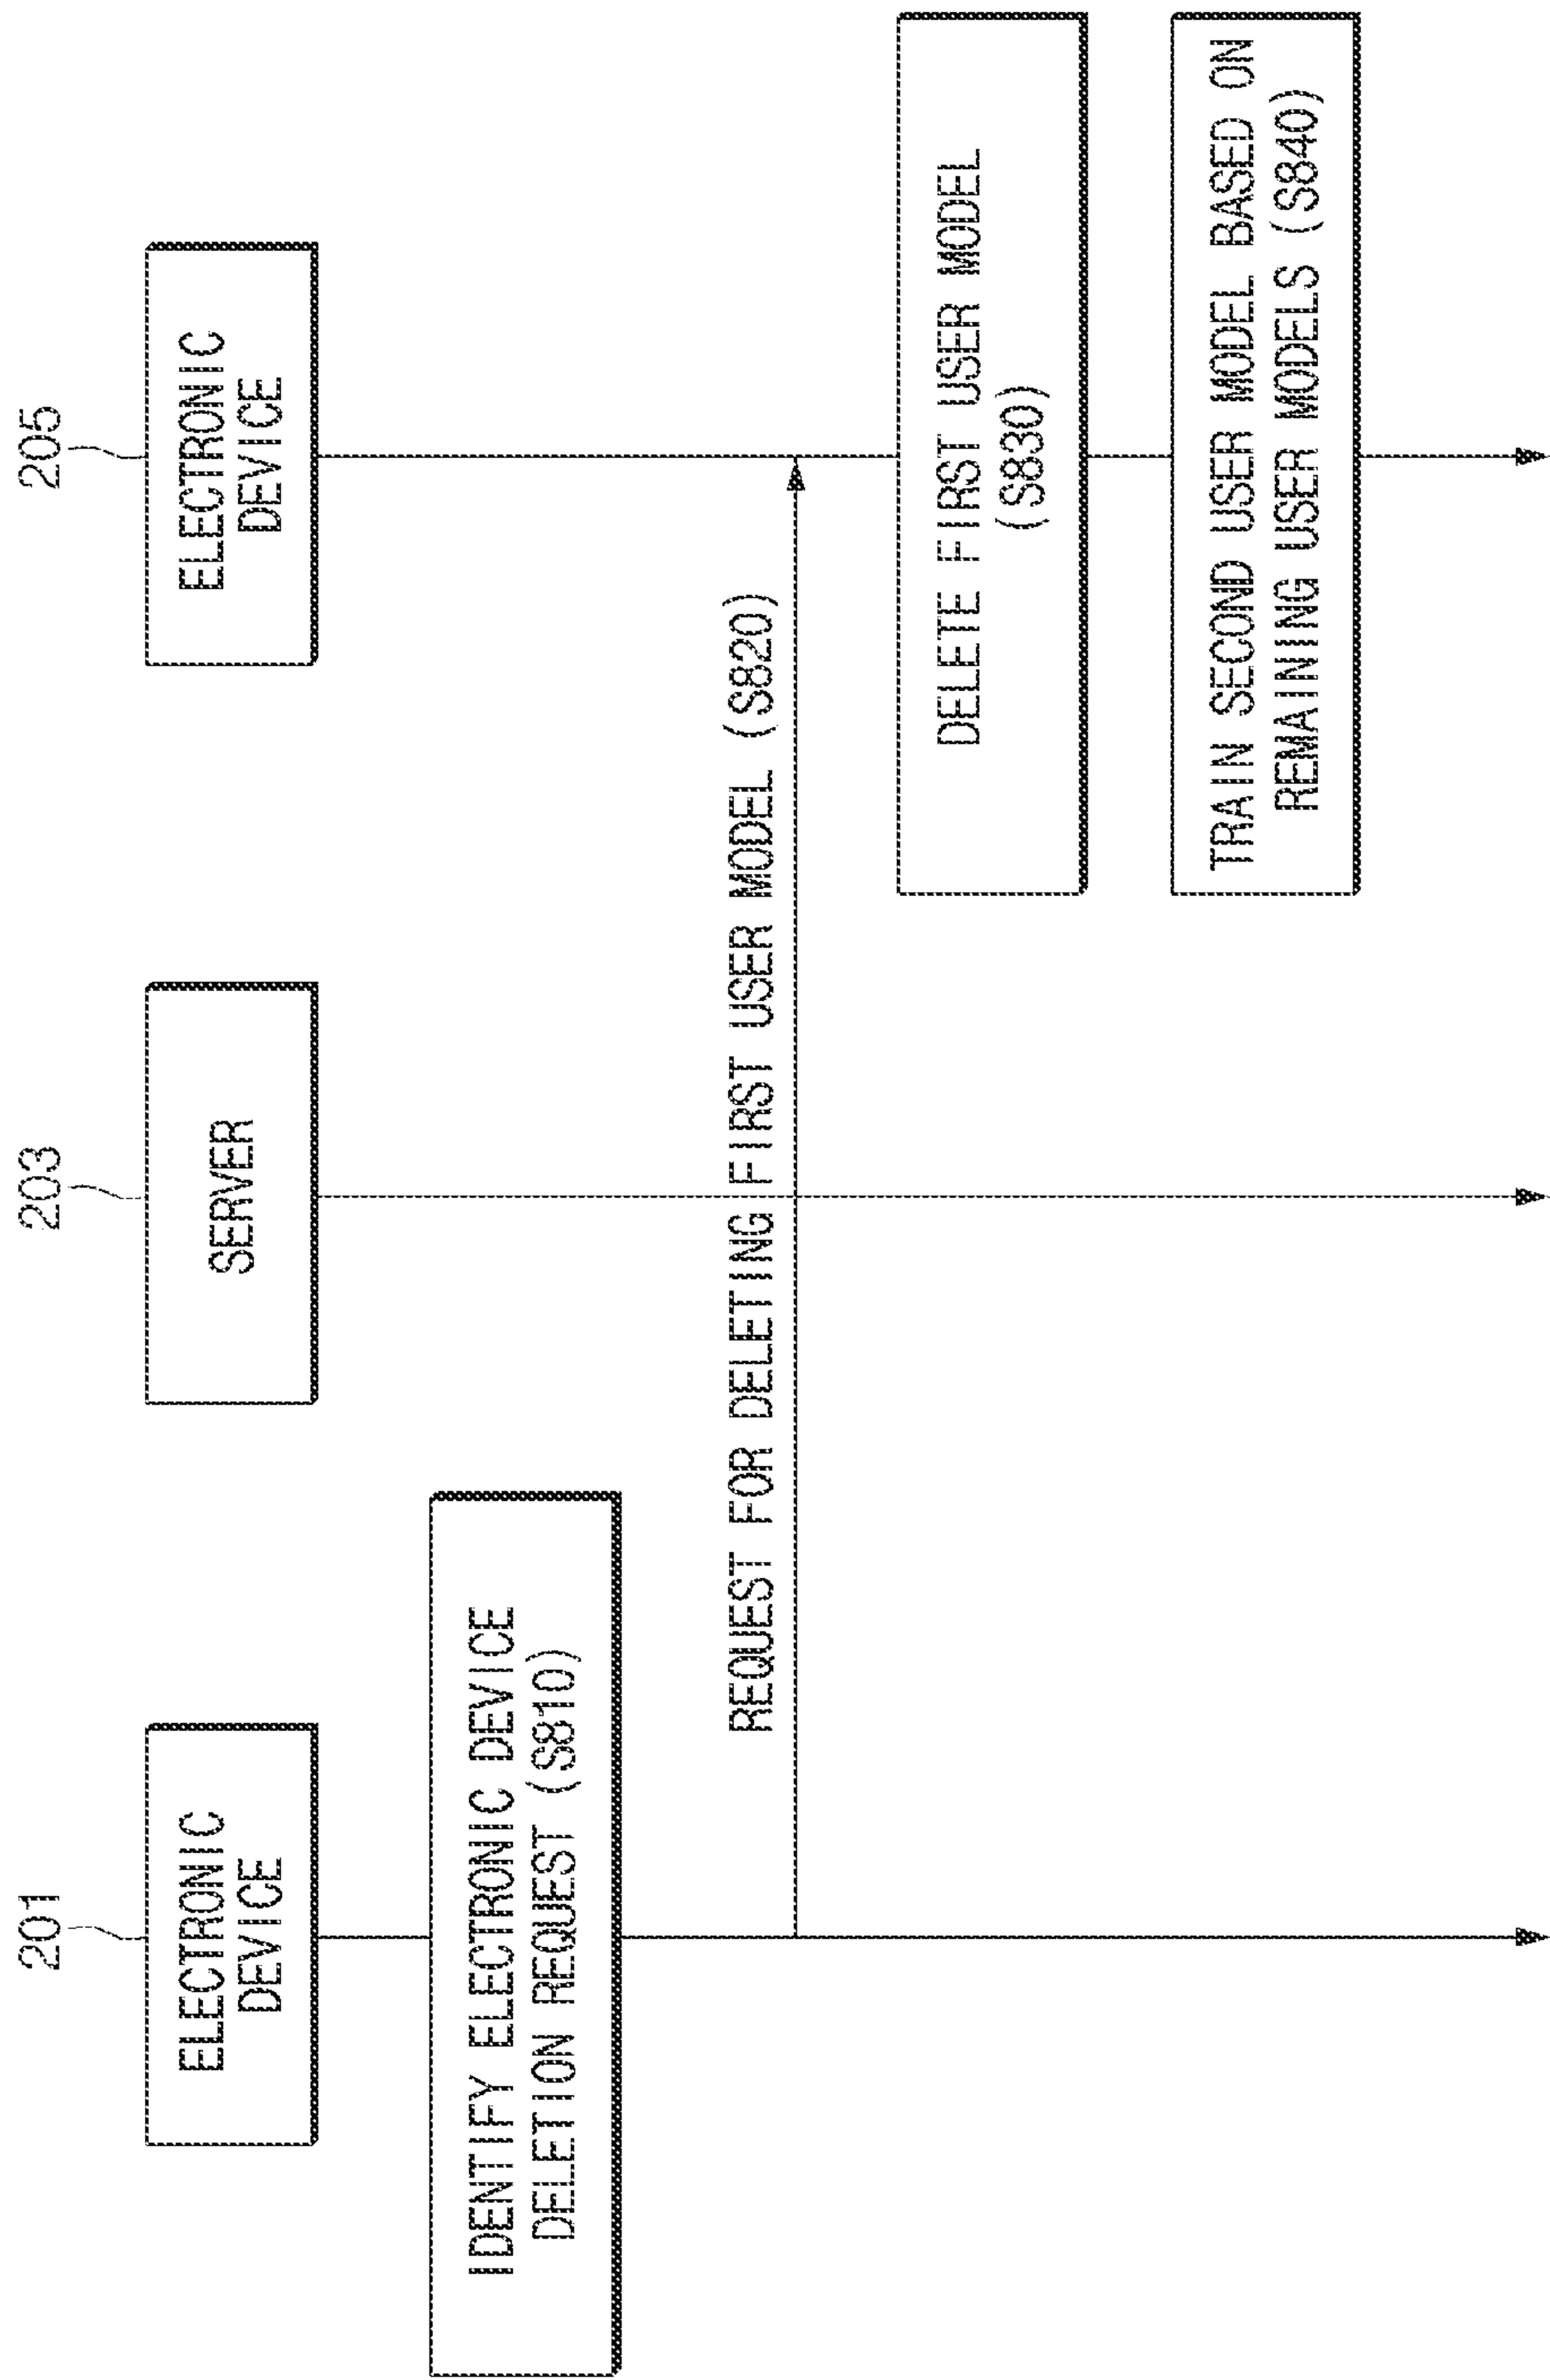 201
203
205
ELECTRONIC
DEVICE
SERVER
ELECTRONIC
DEVICE
IDENTIFY ELECTRONIC DEVICE
DELETION REQUEST (S810)
REQUEST FOR DELETING FIRST USER MODEL (S820)
DELETE FIRST USER MODEL
(S830)
TRAIN SECOND USER MODEL BASED ON
REMAINING USER MODELS (S840)